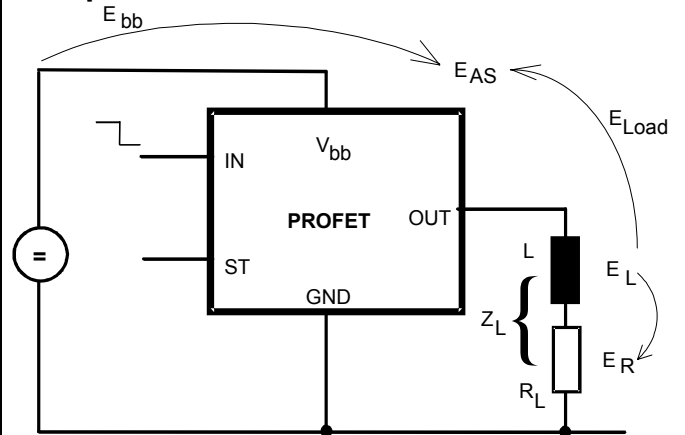 E bb
E AS
E Load
V bb
IN
PROFET
OUT
ST
GND
=
L
E L
Z L
{
E R
R L